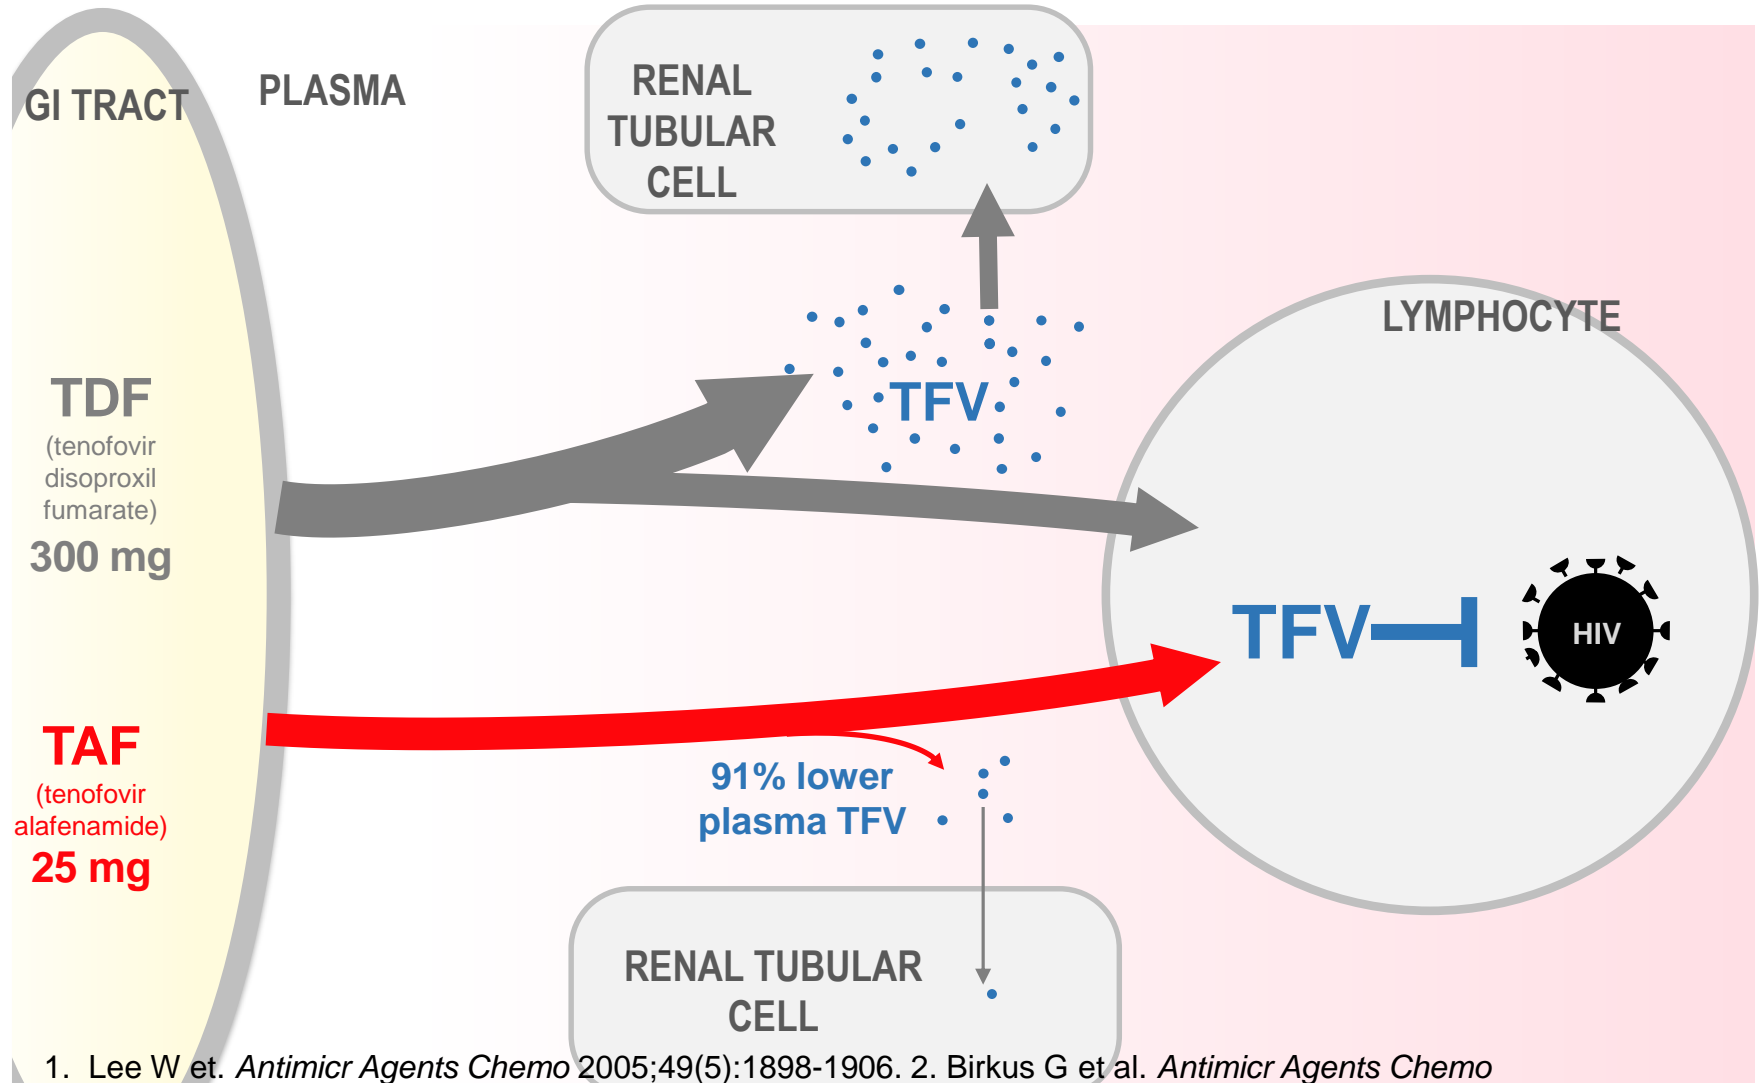 GI TRACT
PLASMA
RENAL
TUBULAR
CELL
LYMPHOCYTE
TDF
(tenofovir
disoproxil
fumarate)
300 mg
TFV
TFV
HIV
TAF
(tenofovir
alafenamide)
25 mg
91% lower
plasma TFV
RENAL TUBULAR
CELL
1. Lee W et. Antimicr Agents Chemo 2005;49(5):1898-1906. 2. Birkus G et al. Antimicr Agents Chemo